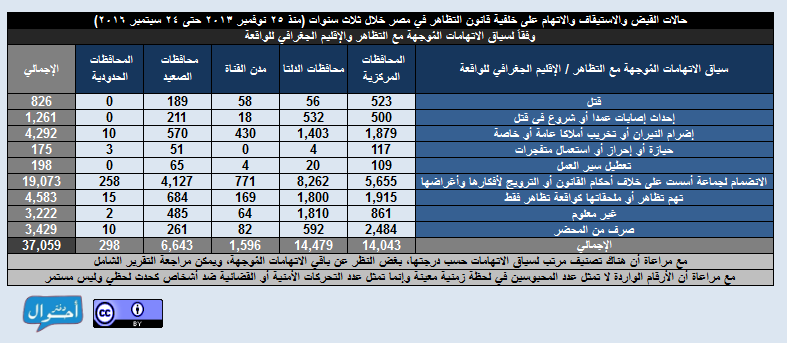 حالات القبض والاستيقاف والاتهام على خلفية قانون التظاهر في مصر خلال ثلاث سنوات (منذ ٢٥ نوفمبر ٢٠١٣ حتى ٢٤ سبتمبر ٢٠١٦)
وفقاً لسياق الاتهامات المُوجهة مع التظاهر والإقليم الجغرافي للواقعة
سياق الاتهامات المُوجهة مع التظاهر / الإقليم الجغرافي للواقعة المحافظات المركزية محافظات الدلتا مدن القناة محافظات الصعيد المحافظات الحدودية الإجمالي
قتل 523 56 58 189 0 826
إحداث إصابات عمدا أو شروع في قتل 500 532 18 211 0 1,261
إضرام النيران أو تخريب أملاكا عامة أو خاصة 1,879 1,403 430 570 10 4,292
حيازة أو إحراز أو استعمال متفجرات 117 4 0 51 3 175
تعطيل سير العمل 109 20 4 65 0 198
الانضمام لجماعة أسست على خلاف أحكام القانون أو الترويج لأفكارها وأغراضها 5,655 8,262 771 4,127 258 19,073
تهم تظاهر أو ملحقاتها كواقعة تظاهر فقط 1,915 1,800 169 684 15 4,583
غير معلوم 861 1,810 64 485 2 3,222
صرف من المحضر 2,484 592 82 261 10 3,429
الإجمالي 14,043 14,479 1,596 6,643 298 37,059
مع مراعاة أن هناك تصنيف مرتب لسياق الاتهامات حسب درجتها، بغض النظر عن باقي الاتهامات المُوجهة، ويمكن مراجعة التقرير الشامل
مع مراعاة أن الأرقام الواردة لا تمثل عدد المحبوسين في لحظة زمنية معينة وإنما تمثل عدد التحركات الأمنية أو القضائية ضد أشخاص كحدث لحظي وليس مستمر
دفتر أحوال
cc BY